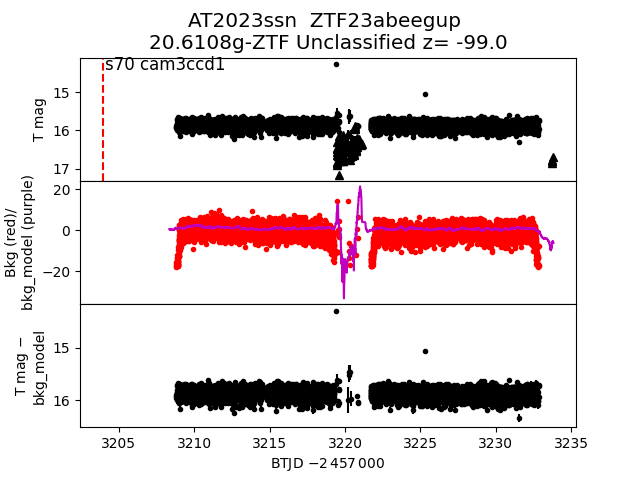 AT2023ssn  ZTF23abeegup
20.6108g-ZTF Unclassified z= -99.0
s70 cam3ccd1
T mag
15
16
17
Bkg (red)/
bkg_model (purple)
20
0
−20
T mag −
bkg_model
15
16
3205 3210 3215 3220 3225 3230 3235
BTJD −2 457 000